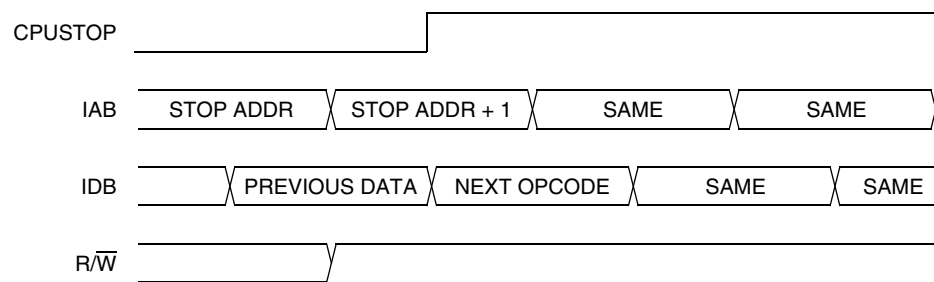 CPUSTOP
IAB STOP ADDR STOP ADDR + 1 SAME SAME
IDB PREVIOUS DATA NEXT OPCODE SAME SAME
R/W̅